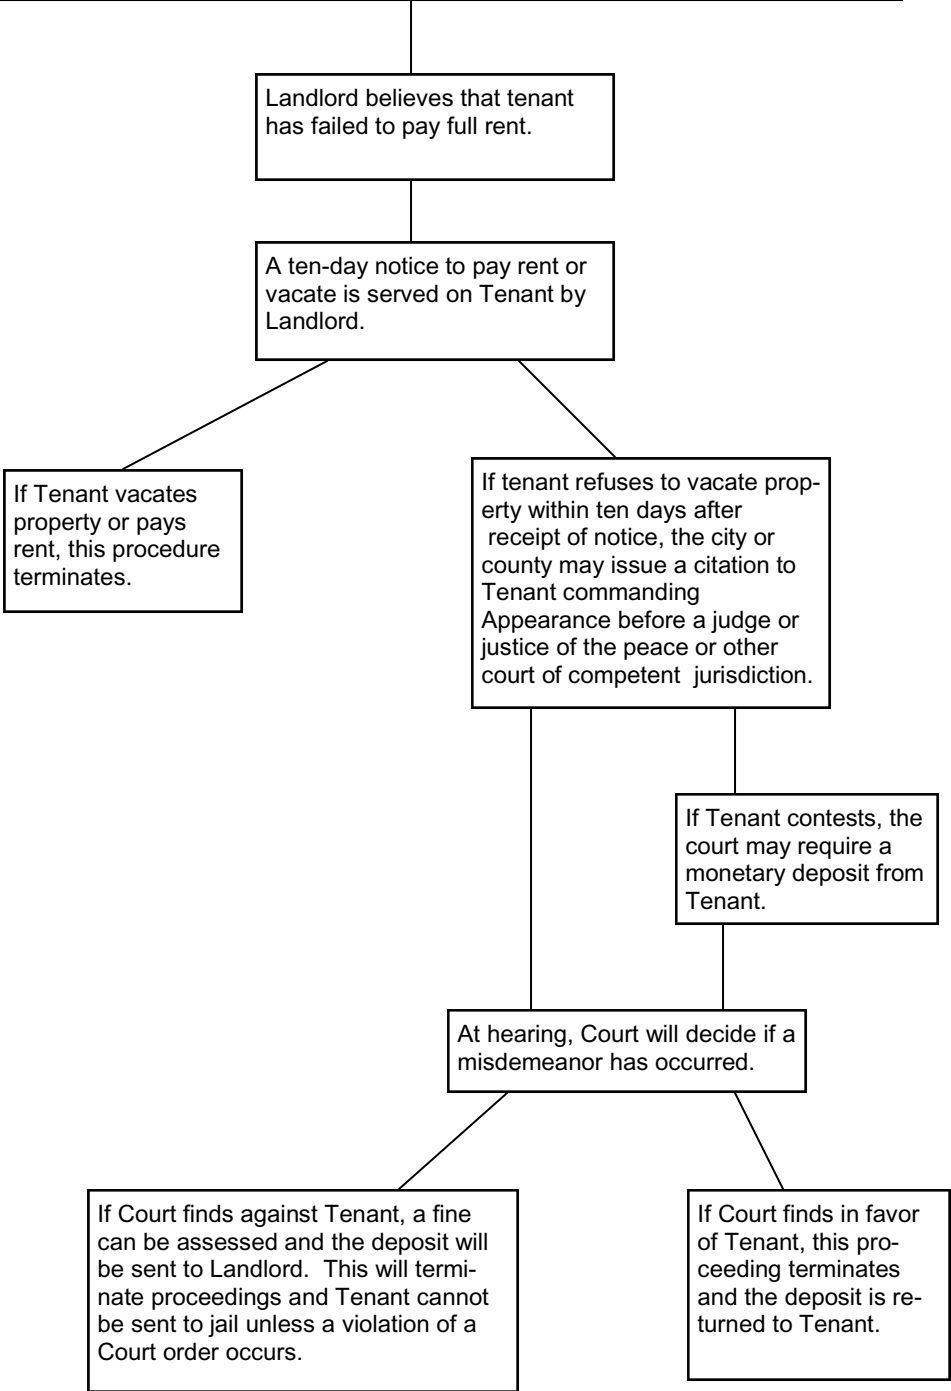 Landlord believes that tenant
has failed to pay full rent.
A ten-day notice to pay rent or
vacate is served on Tenant by
Landlord.
If Tenant vacates
property or pays
rent, this procedure
terminates.
If tenant refuses to vacate prop-
erty within ten days after
receipt of notice, the city or
county may issue a citation to
Tenant commanding
Appearance before a judge or
justice of the peace or other
court of competent  jurisdiction.
If Tenant contests, the
court may require a
monetary deposit from
Tenant.
At hearing, Court will decide if a
misdemeanor has occurred.
If Court finds against Tenant, a fine
can be assessed and the deposit will
be sent to Landlord.  This will termi-
nate proceedings and Tenant cannot
be sent to jail unless a violation of a
Court order occurs.
If Court finds in favor
of Tenant, this pro-
ceeding terminates
and the deposit is re-
turned to Tenant.